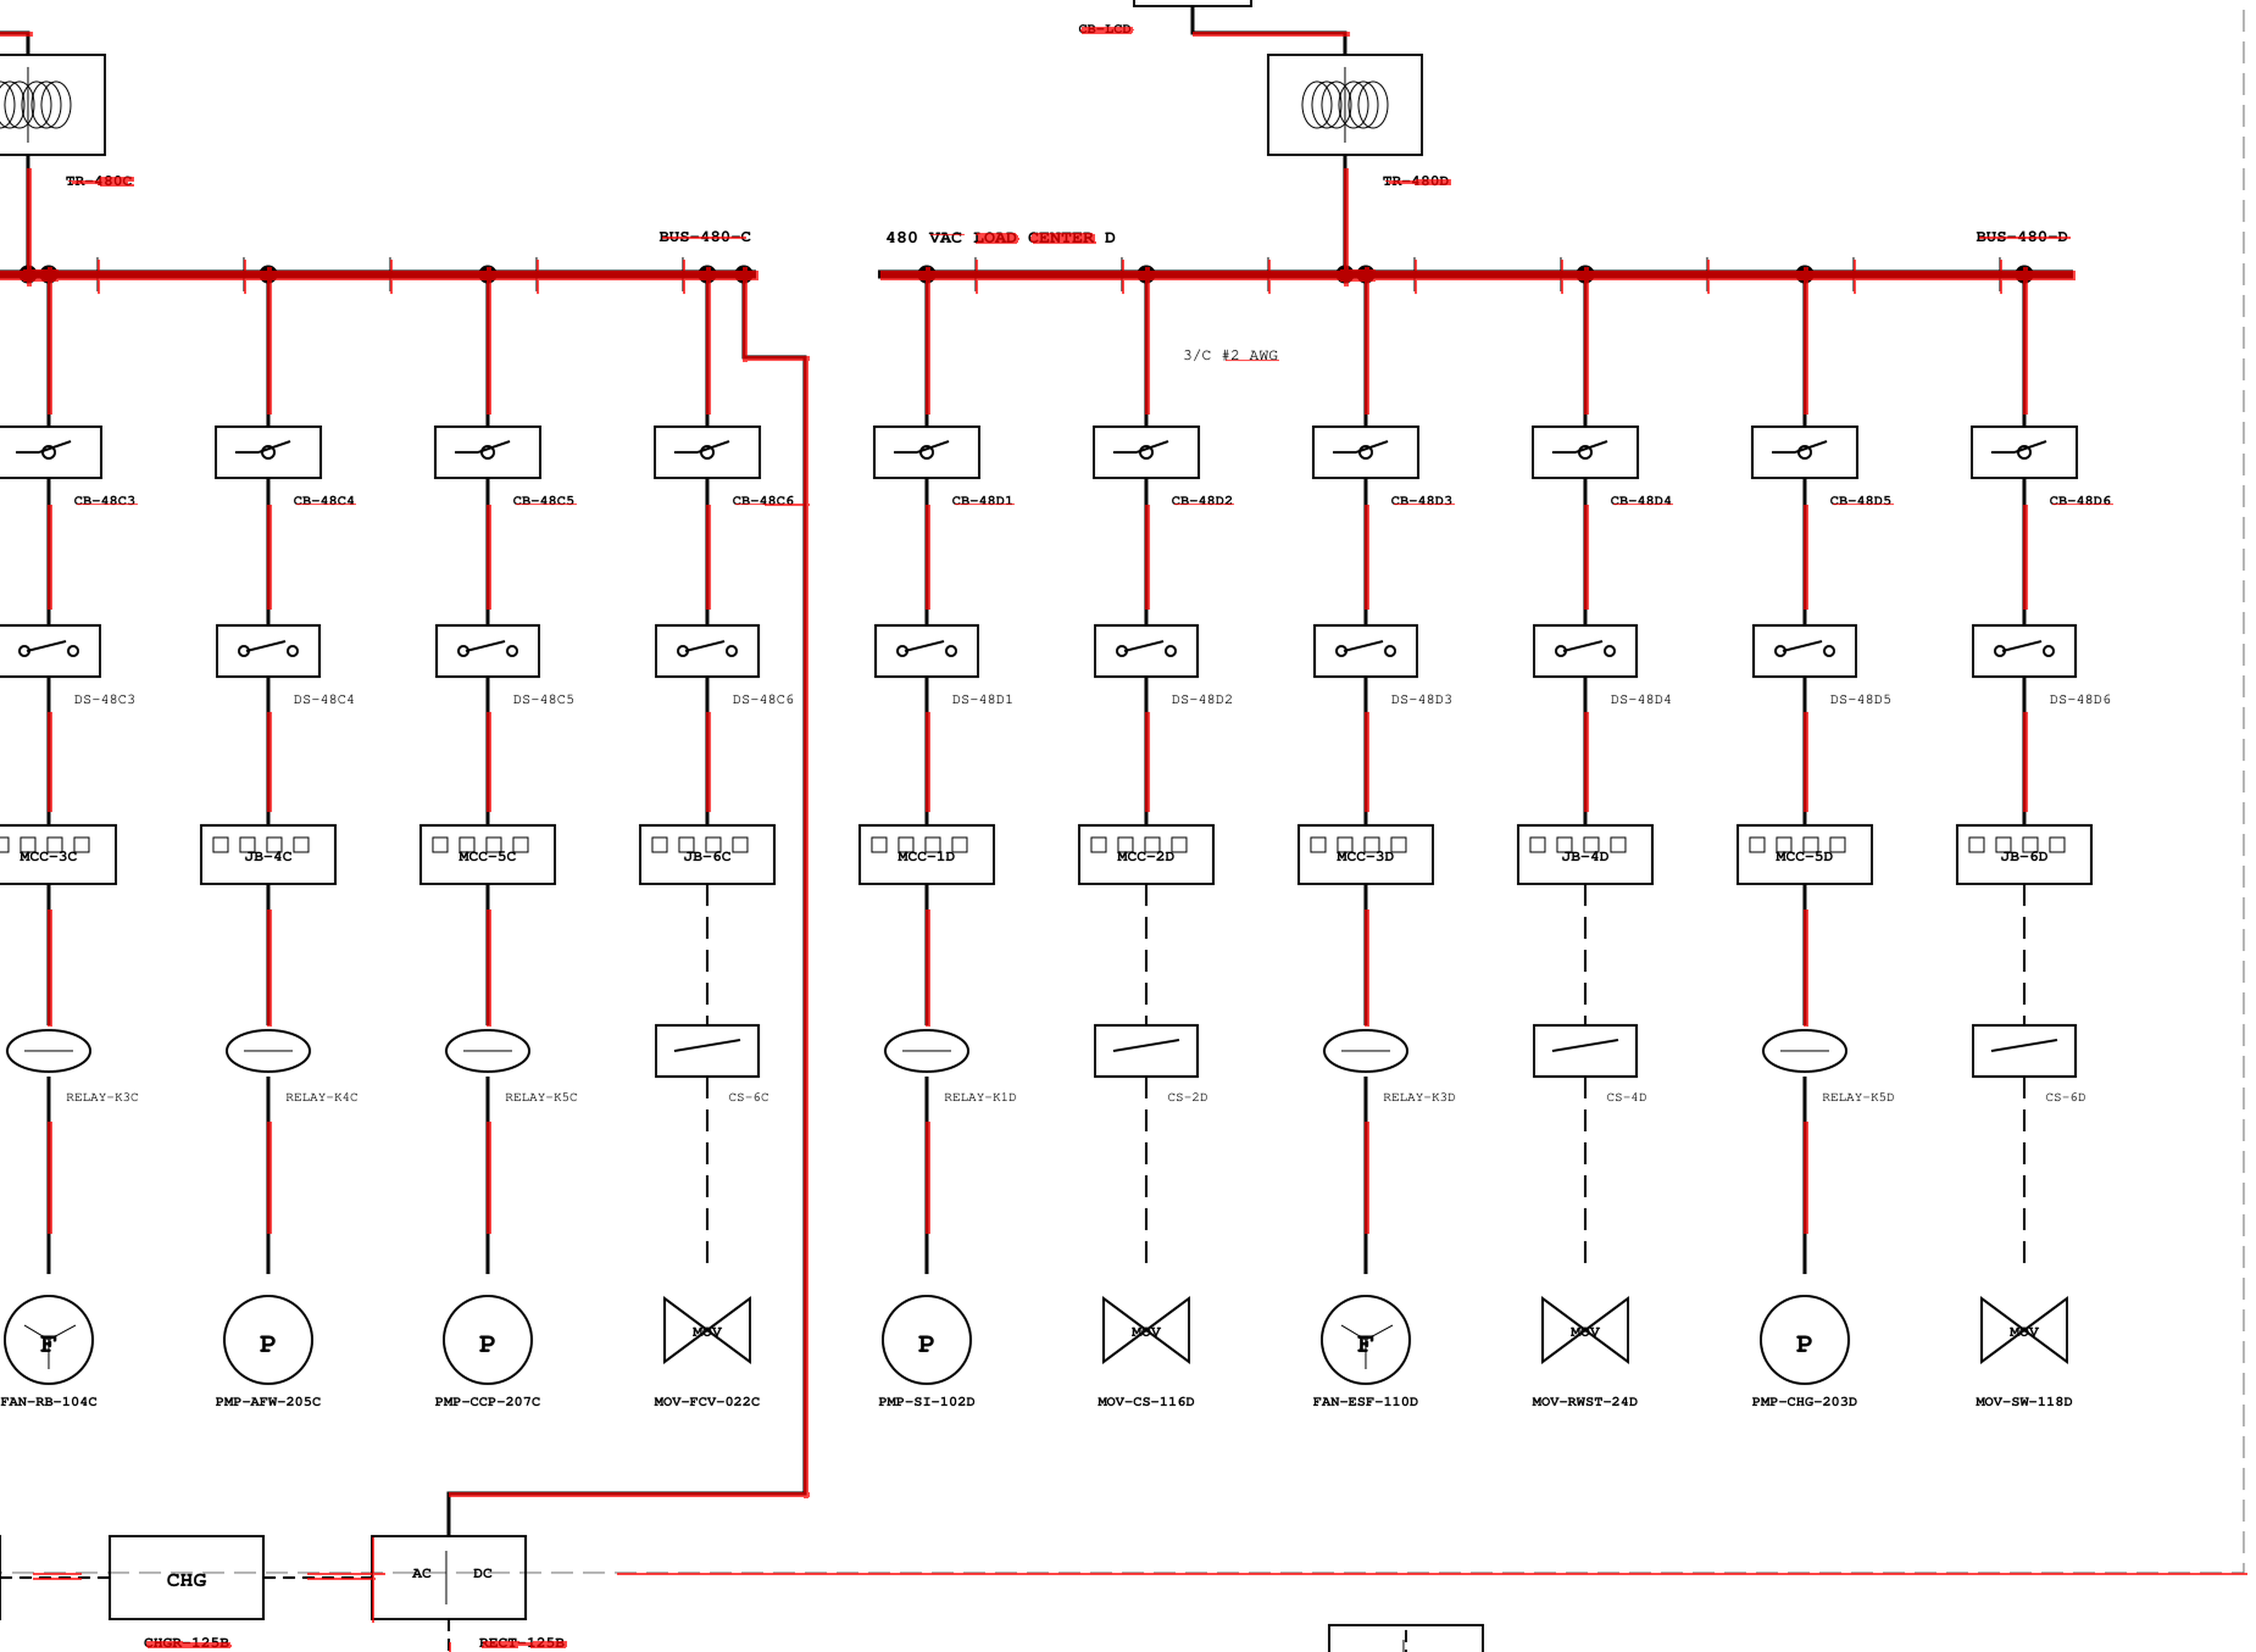 CB-LCD
TR-480C
TR-480D
BUS-480-C
480 VAC LOAD CENTER D
BUS-480-D
3/C #2 AWG
CB-48C3 CB-48C4 CB-48C5 CB-48C6 CB-48D1 CB-48D2 CB-48D3 CB-48D4 CB-48D5 CB-48D6
DS-48C3 DS-48C4 DS-48C5 DS-48C6 DS-48D1 DS-48D2 DS-48D3 DS-48D4 DS-48D5 DS-48D6
MCC-3C JB-4C MCC-5C JB-6C MCC-1D MCC-2D MCC-3D JB-4D MCC-5D JB-6D
RELAY-K3C RELAY-K4C RELAY-K5C CS-6C RELAY-K1D CS-2D RELAY-K3D CS-4D RELAY-K5D CS-6D
F P P MOV P MOV F MOV P MOV
FAN-RB-104C PMP-AFW-205C PMP-CCP-207C MOV-FCV-022C PMP-SI-102D MOV-CS-116D FAN-ESF-110D MOV-RWST-24D PMP-CHG-203D MOV-SW-118D
CHG AC DC
CHGR-125B RECT-125B